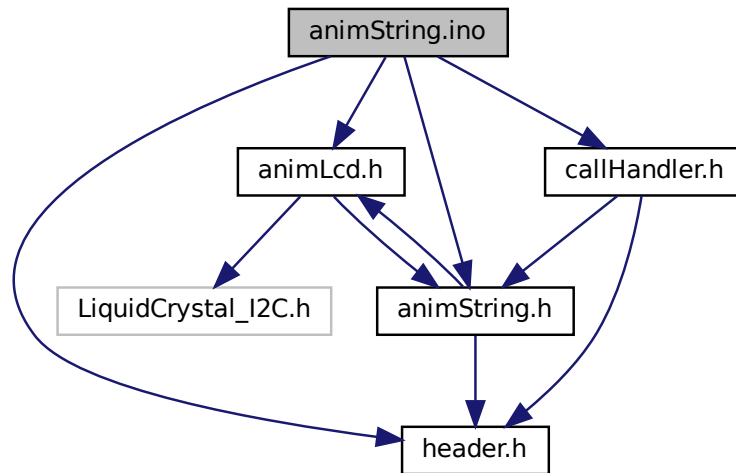 animString.ino
animLcd.h
callHandler.h
LiquidCrystal_I2C.h
animString.h
header.h